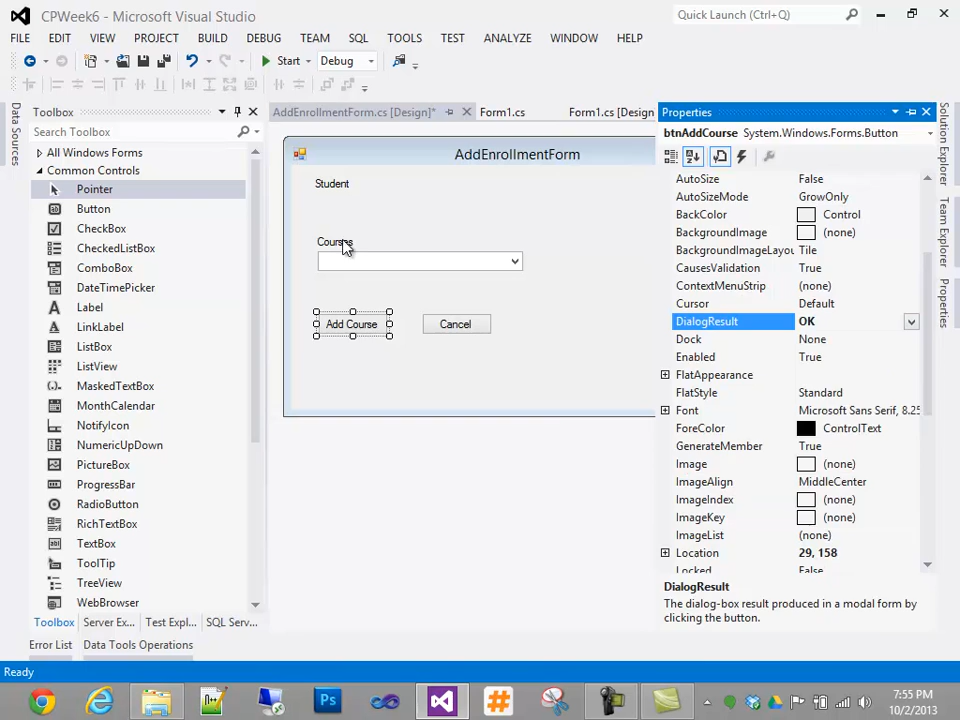 CPWeek6 - Microsoft Visual Studio
Quick Launch (Ctrl+Q)
FILE EDIT VIEW PROJECT BUILD DEBUG TEAM SQL TOOLS TEST ANALYZE WINDOW HELP
Start Debug
Data Sources
Toolbox
Search Toolbox
All Windows Forms
Common Controls
Pointer
Button
CheckBox
CheckedListBox
ComboBox
DateTimePicker
Label
LinkLabel
ListBox
ListView
MaskedTextBox
MonthCalendar
NotifyIcon
NumericUpDown
PictureBox
ProgressBar
RadioButton
RichTextBox
TextBox
ToolTip
TreeView
WebBrowser
Toolbox Server Ex... Test Expl... SQL Serv...
Error List Data Tools Operations
AddEnrollmentForm.cs [Design]* Form1.cs Form1.cs [Design
AddEnrollmentForm
Student
Courses
Add Course Cancel
Properties
btnAddCourse System.Windows.Forms.Button
AutoSize False
AutoSizeMode GrowOnly
BackColor Control
BackgroundImage (none)
BackgroundImageLayou Tile
CausesValidation True
ContextMenuStrip (none)
Cursor Default
DialogResult OK
Dock None
Enabled True
FlatAppearance
FlatStyle Standard
Font Microsoft Sans Serif, 8.25
ForeColor ControlText
GenerateMember True
Image (none)
ImageAlign MiddleCenter
ImageIndex (none)
ImageKey (none)
ImageList (none)
Location 29, 158
Locked False
DialogResult
The dialog-box result produced in a modal form by
clicking the button.
Solution Explorer
Team Explorer
Properties
Ready
Ps
7:55 PM
10/2/2013